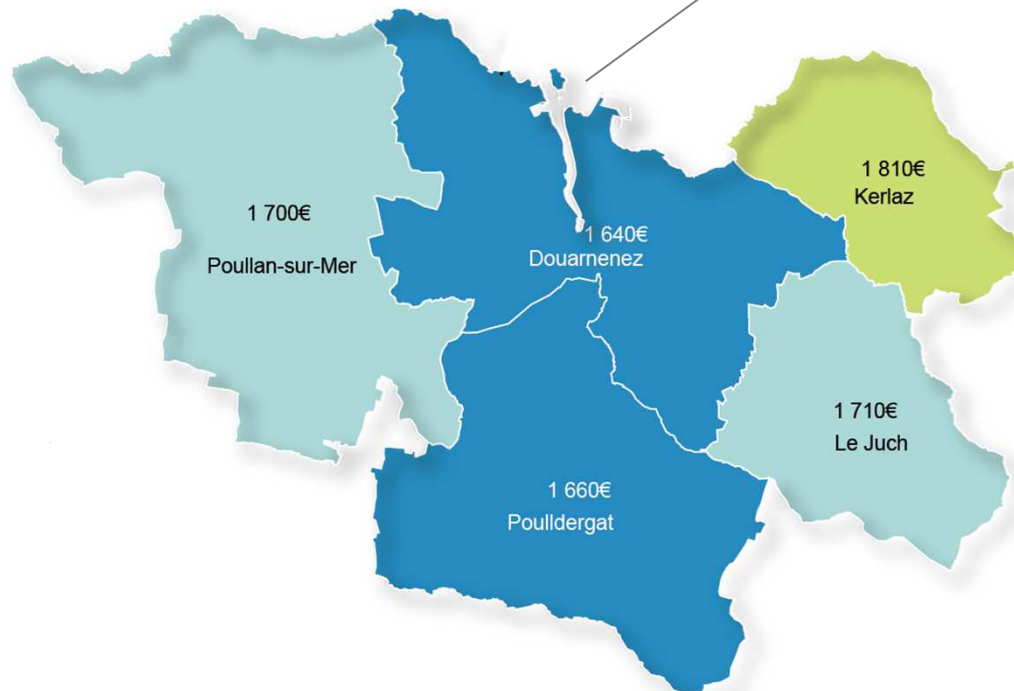 1 700€
Poullan-sur-Mer
1 640€
Douarnenez
1 810€
Kerlaz
1 710€
Le Juch
1 660€
Poulldergat